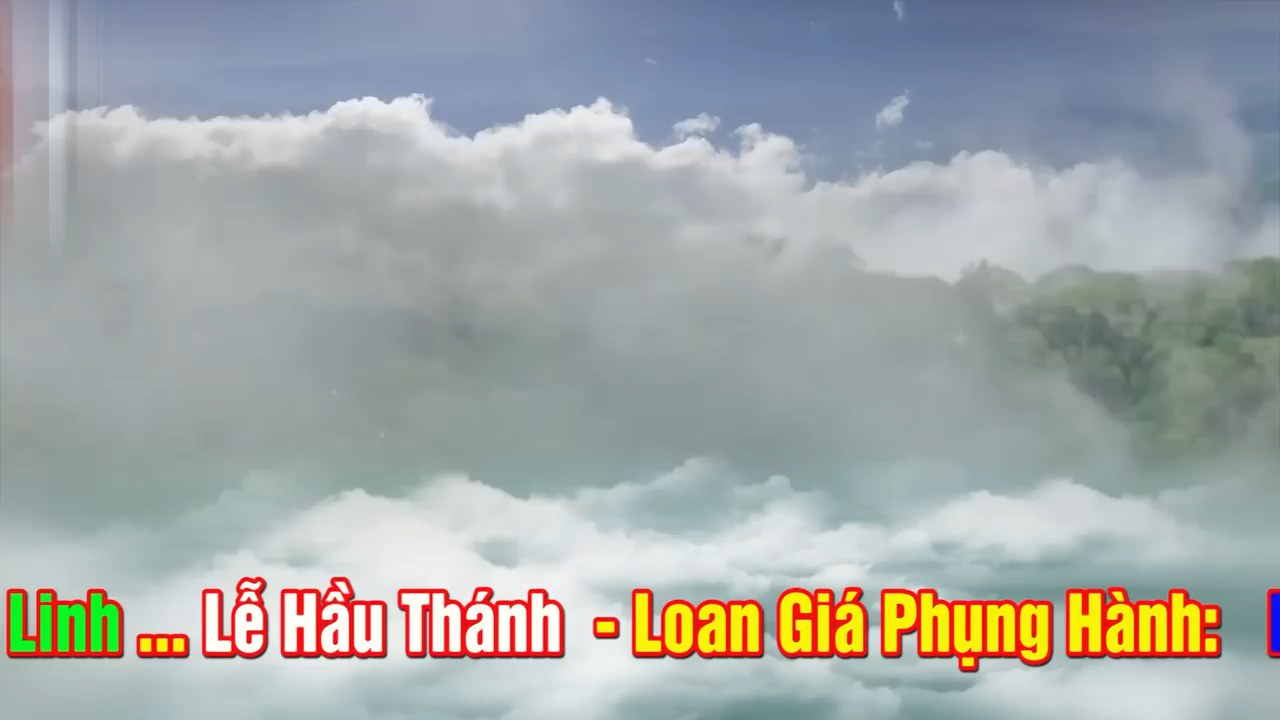 Linh ... Lễ Hầu Thánh - Loan Giá Phụng Hành: